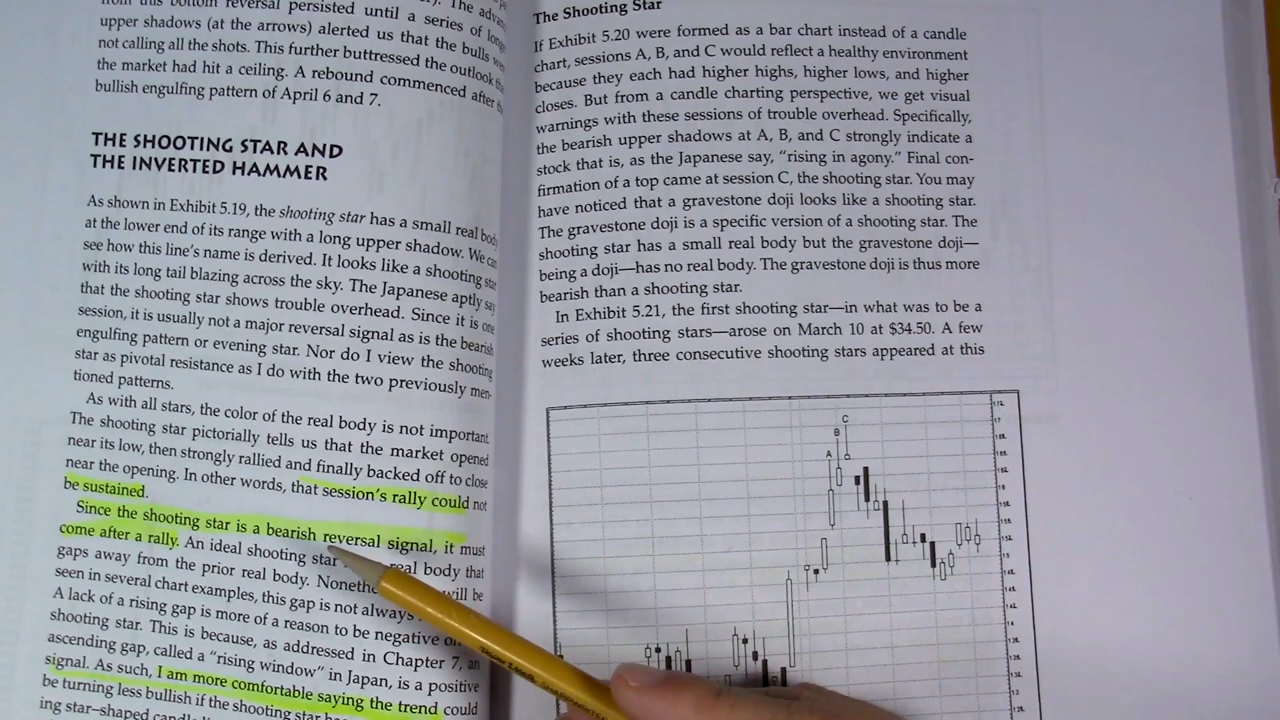 from this bottom reversal persisted until a series of long
upper shadows (at the arrows) alerted us that the bulls
not calling all the shots. This further buttressed the outlook
the market had hit a ceiling. A rebound commenced after
bullish engulfing pattern of April 6 and 7.
THE SHOOTING STAR AND
THE INVERTED HAMMER
As shown in Exhibit 5.19, the shooting star has a small real body
at the lower end of its range with a long upper shadow. We can
see how this line's name is derived. It looks like a shooting star
with its long tail blazing across the sky. The Japanese aptly say
that the shooting star shows trouble overhead. Since it is one
session, it is usually not a major reversal signal as is the bearish
engulfing pattern or evening star. Nor do I view the shooting
star as pivotal resistance as I do with the two previously men-
tioned patterns.
As with all stars, the color of the real body is not important.
The shooting star pictorially tells us that the market opened
near its low, then strongly rallied and finally backed off to close
near the opening. In other words, that session's rally could not
be sustained.
Since the shooting star is a bearish reversal signal, it must
come after a rally. An ideal shooting star real body that
gaps away from the prior real body. will be
seen in several chart examples, this gap is not always
A lack of a rising gap is more of a reason to be negative
shooting star. This is because, as addressed in Chapter 7, an
ascending gap, called a "rising window" in Japan, is a positive
signal. As such, I am more comfortable saying the trend could
be turning less bullish if the shooting star
The Shooting Star
If Exhibit 5.20 were formed as a bar chart instead of a candle
chart, sessions A, B, and C would reflect a healthy environment
because they each had higher highs, higher lows, and higher
closes. But from a candle charting perspective, we get visual
warnings with these sessions of trouble overhead. Specifically,
the bearish upper shadows at A, B, and C strongly indicate a
stock that is, as the Japanese say, "rising in agony." Final con-
firmation of a top came at session C, the shooting star. You may
have noticed that a gravestone doji looks like a shooting star.
The gravestone doji is a specific version of a shooting star. The
shooting star has a small real body but the gravestone doji—
being a doji—has no real body. The gravestone doji is thus more
bearish than a shooting star.
In Exhibit 5.21, the first shooting star—in what was to be a
series of shooting stars—arose on March 10 at $34.50. A few
weeks later, three consecutive shooting stars appeared at this
C
B
A
17
16
15
14
13